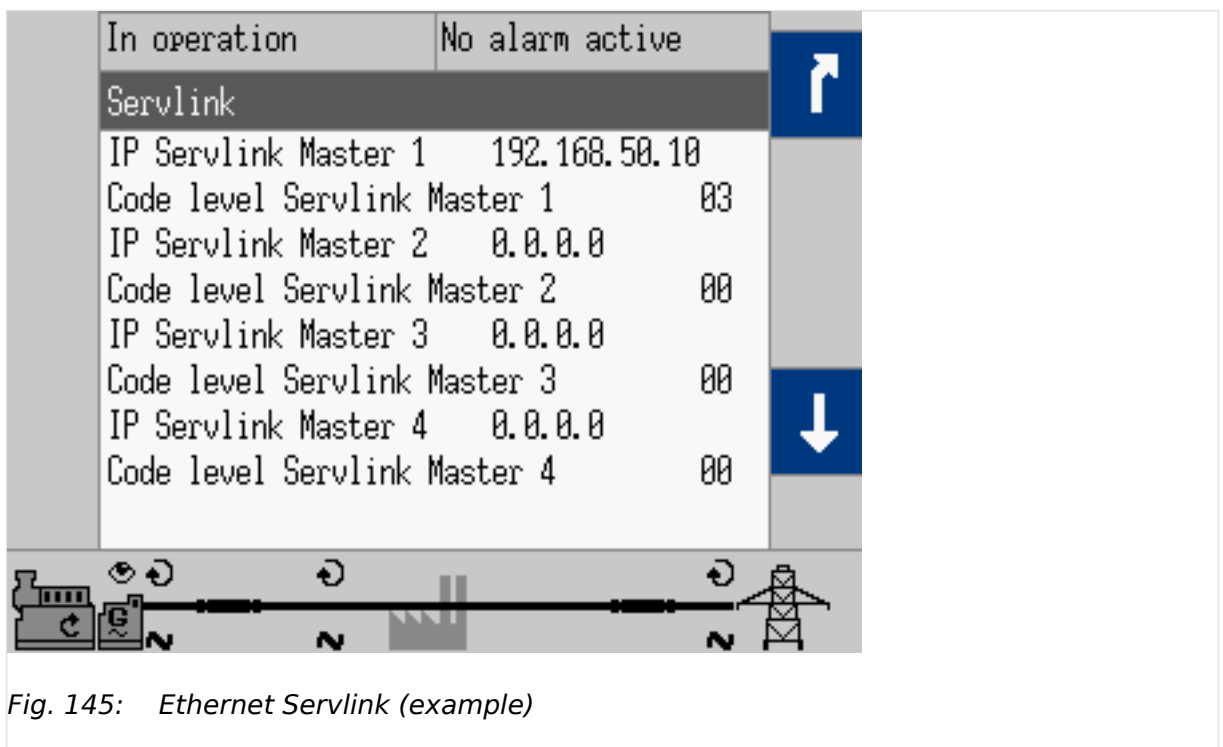 In operation No alarm active
Servlink
IP Servlink Master 1 192.168.50.10
Code level Servlink Master 1 03
IP Servlink Master 2 0.0.0.0
Code level Servlink Master 2 00
IP Servlink Master 3 0.0.0.0
Code level Servlink Master 3 00
IP Servlink Master 4 0.0.0.0
Code level Servlink Master 4 00
G
Fig. 145: Ethernet Servlink (example)